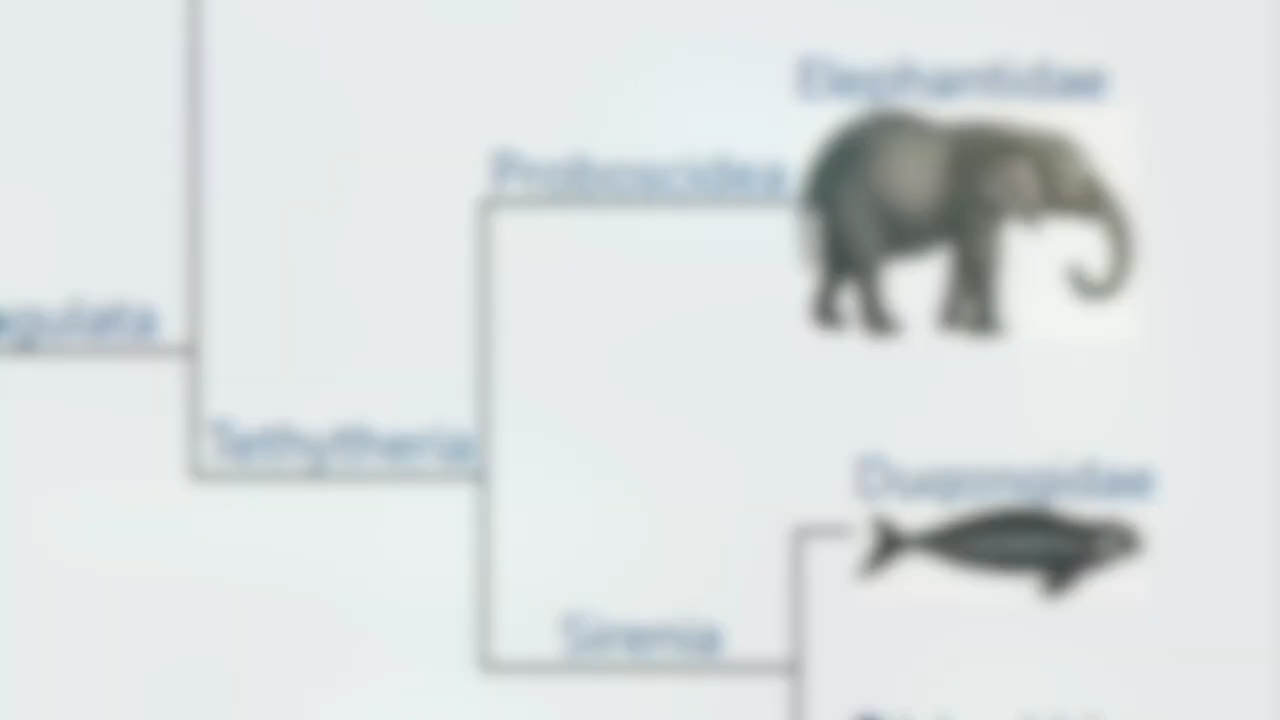 Elephantidae
Proboscidea
Tethytheria
Dugongidae
Sirenia